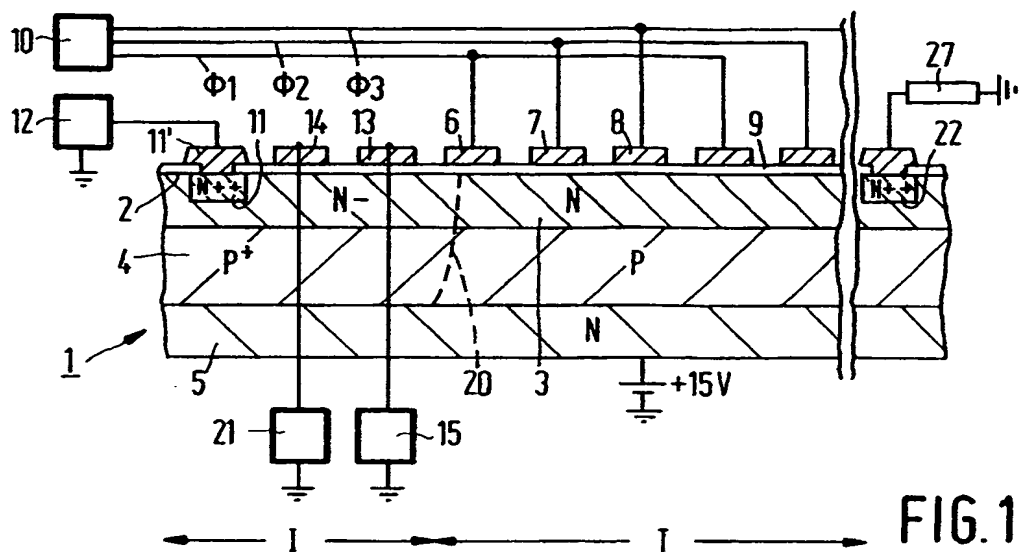 10
Φ1 Φ2 Φ3
27
12
11' 11 14 13 6 7 8 9 22
N++ N++
2 N- N
4 P+ P
N
1 5 20 3 +15V
21 15
I T
FIG.1